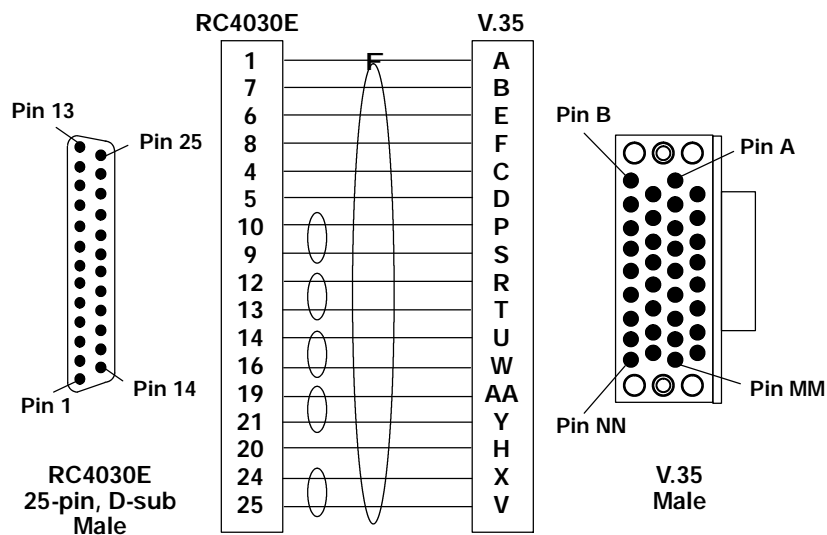 RC4030E V.35
1 F A
7 B
6 E
8 F
4 C
5 D
10 P
9 S
12 R
13 T
14 U
16 W
19 AA
21 Y
20 H
24 X
25 V
Pin 13
Pin 25
Pin 1
Pin 14
RC4030E
25-pin, D-sub
Male
Pin B
Pin A
Pin MM
Pin NN
V.35
Male